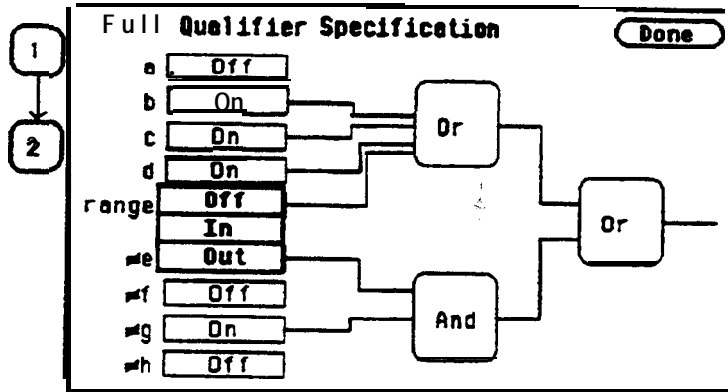 Full Qualifier Specification Done
1
a Off
b On
c On
2
d On
range Off
In
≠e Out
≠f Off
≠g On
≠h Off
Or
Or
And